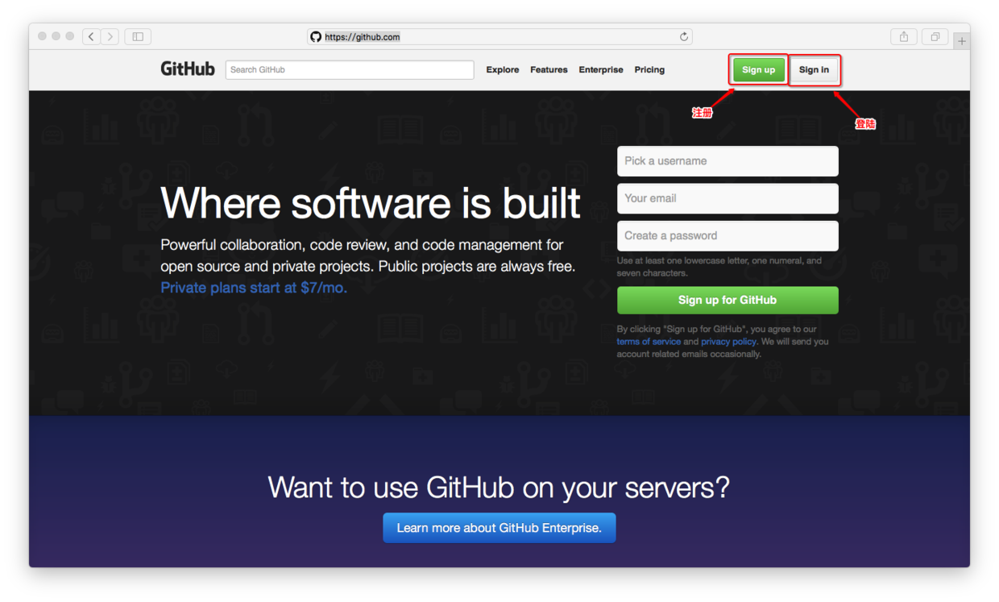 https://github.com
GitHub
Search GitHub
Explore Features Enterprise Pricing
Sign up
Sign in
注册
登陆
Where software is built
Powerful collaboration, code review, and code management for
open source and private projects. Public projects are always free.
Private plans start at $7/mo.
Pick a username
Your email
Create a password
Use at least one lowercase letter, one numeral, and
seven characters.
Sign up for GitHub
By clicking "Sign up for GitHub", you agree to our
terms of service and privacy policy. We will send you
account related emails occasionally.
Want to use GitHub on your servers?
Learn more about GitHub Enterprise.